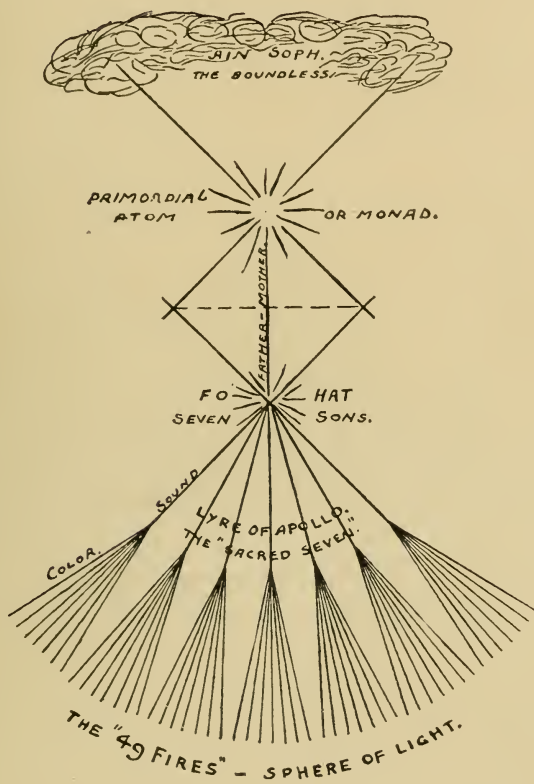 AIN SOPH.
THE BOUNDLESS.
PRIMORDIAL
ATOM OR MONAD.
FATHER-MOTHER.
FO HAT
SEVEN SONS.
SOUND
LYRE OF APOLLO.
THE "SACRED SEVEN."
COLOR.
THE "49 FIRES" - SPHERE OF LIGHT.